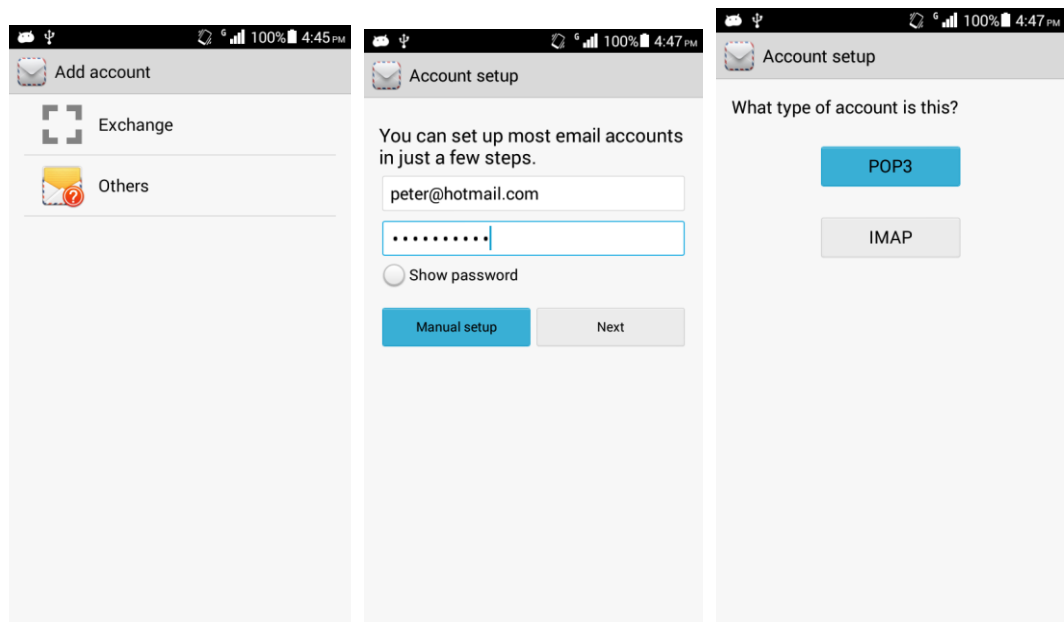 G 100% 4:45 PM
Add account
Exchange
Others
G 100% 4:47 PM
Account setup
You can set up most email accounts
in just a few steps.
peter@hotmail.com
••••••••••
Show password
Manual setup Next
G 100% 4:47 PM
Account setup
What type of account is this?
POP3
IMAP